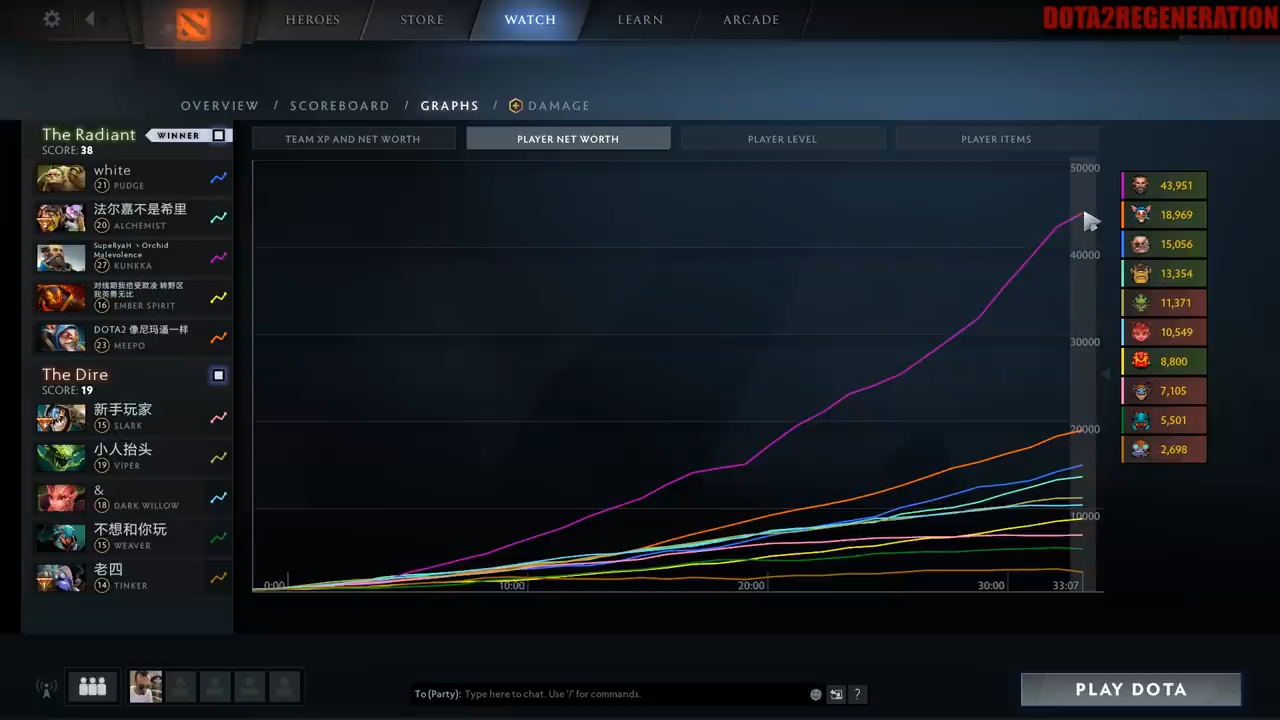 HEROES
STORE
WATCH
LEARN
ARCADE
DOTA2REGENERATION
OVERVIEW / SCOREBOARD / GRAPHS / DAMAGE
The Radiant
WINNER
SCORE: 38
TEAM XP AND NET WORTH
PLAYER NET WORTH
PLAYER LEVEL
PLAYER ITEMS
white
21 PUDGE
法尔嘉不是希里
20 ALCHEMIST
SupeRyaH丶Orchid
Malevolence
27 KUNKKA
对线期我倍受欺凌 转野区
我英勇无比
16 EMBER SPIRIT
DOTA2 像尼玛逼一样
23 MEEPO
The Dire
SCORE: 19
新手玩家
15 SLARK
小人抬头
19 VIPER
&
18 DARK WILLOW
不想和你玩
15 WEAVER
老四
14 TINKER
50000
40000
30000
20000
10000
0:00
10:00
20:00
30:00
33:07
43,951
18,969
15,056
13,354
11,371
10,549
8,800
7,105
5,501
2,698
To (Party): Type here to chat. Use '/' for commands.
?
PLAY DOTA